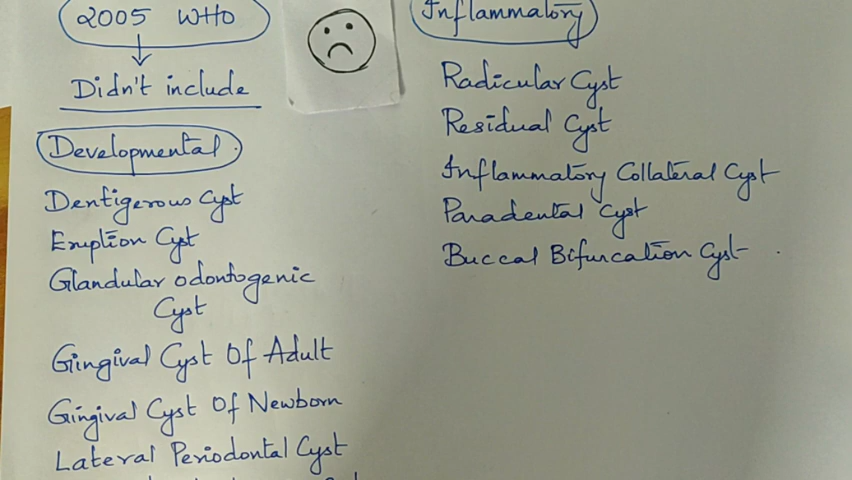 2005 WHO
Didn't include
Developmental
Dentigerous Cyst
Eruption Cyst
Glandular odontogenic
Cyst
Gingival Cyst Of Adult
Gingival Cyst Of Newborn
Lateral Periodontal Cyst
Inflammatory
Radicular Cyst
Residual Cyst
Inflammatory Collateral Cyst
Paradental Cyst
Buccal Bifurcation Cyst